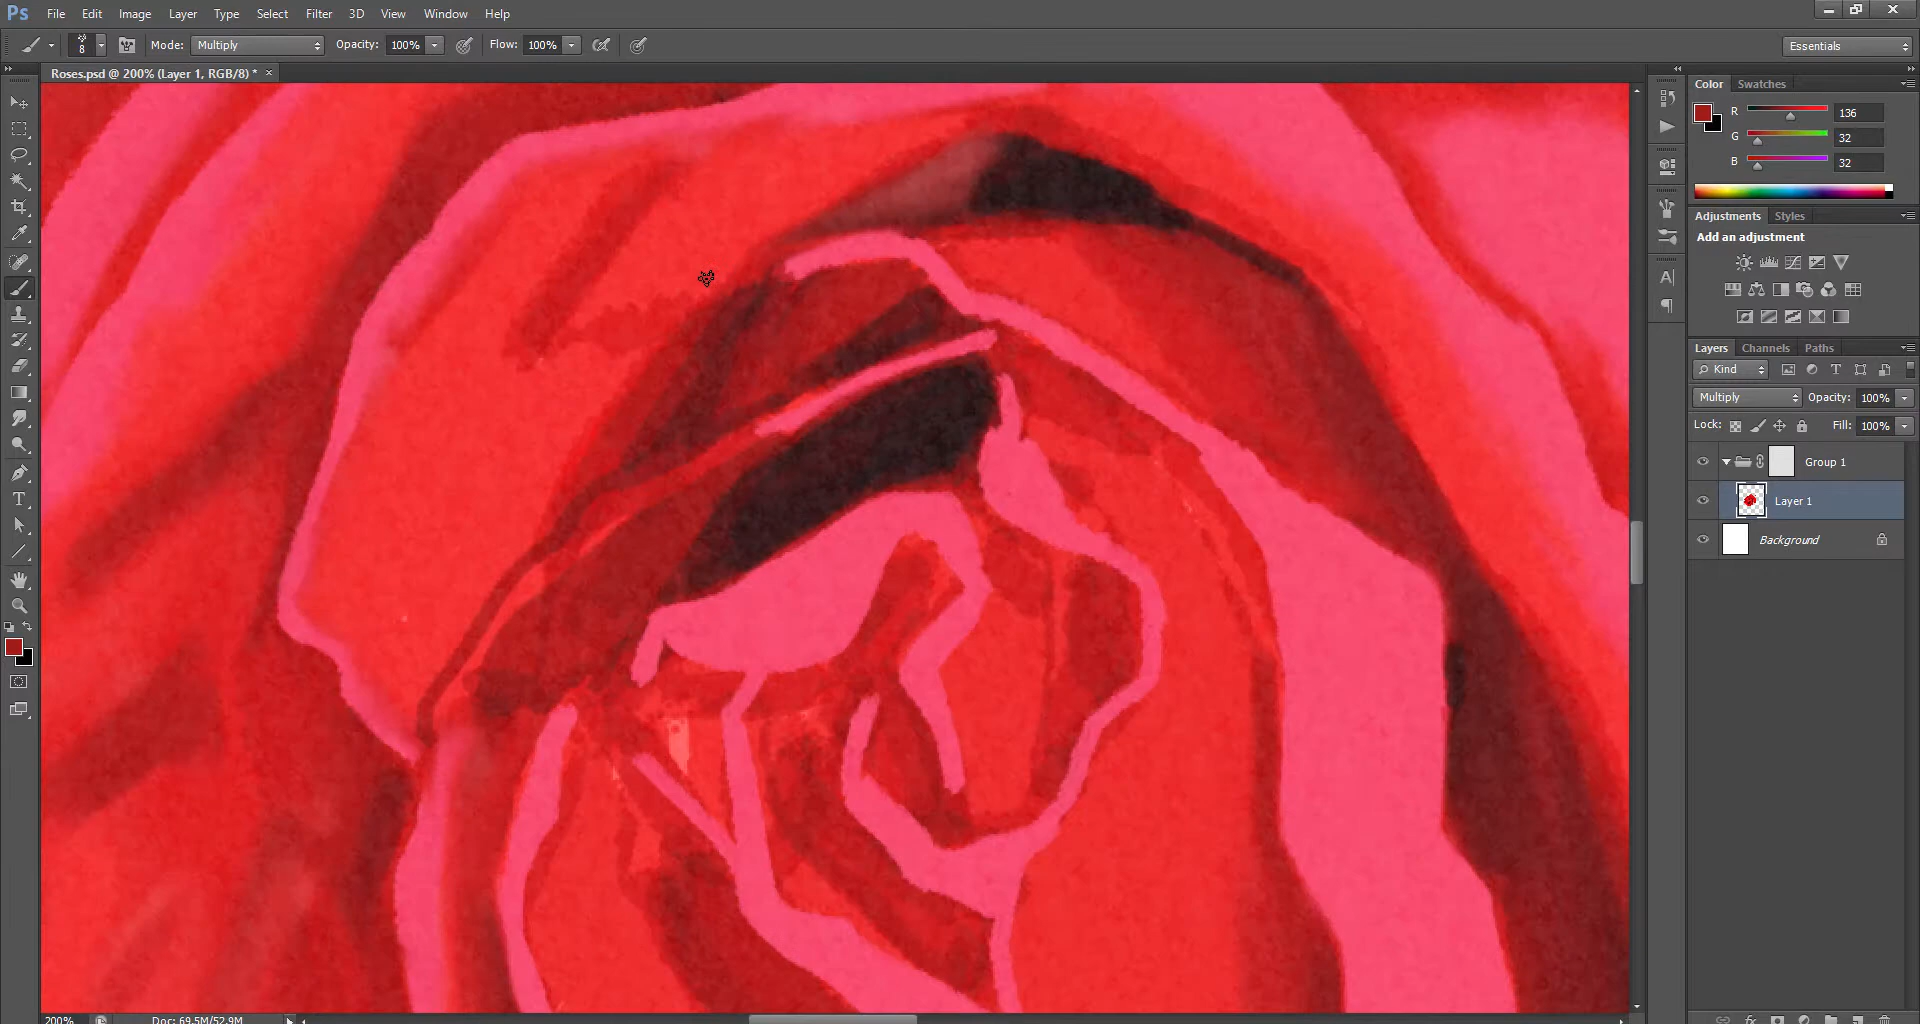 Ps File Edit Image Layer Type Select Filter 3D View Window Help
8 Mode: Multiply Opacity: 100% Flow: 100% Essentials
Roses.psd @ 200% (Layer 1, RGB/8) * ×
Color Swatches
R 136
G 32
B 32
Adjustments Styles
Add an adjustment
Layers Channels Paths
Kind
Multiply Opacity: 100%
Lock: Fill: 100%
Group 1
Layer 1
Background
200% Doc: 69.5M/52.9M